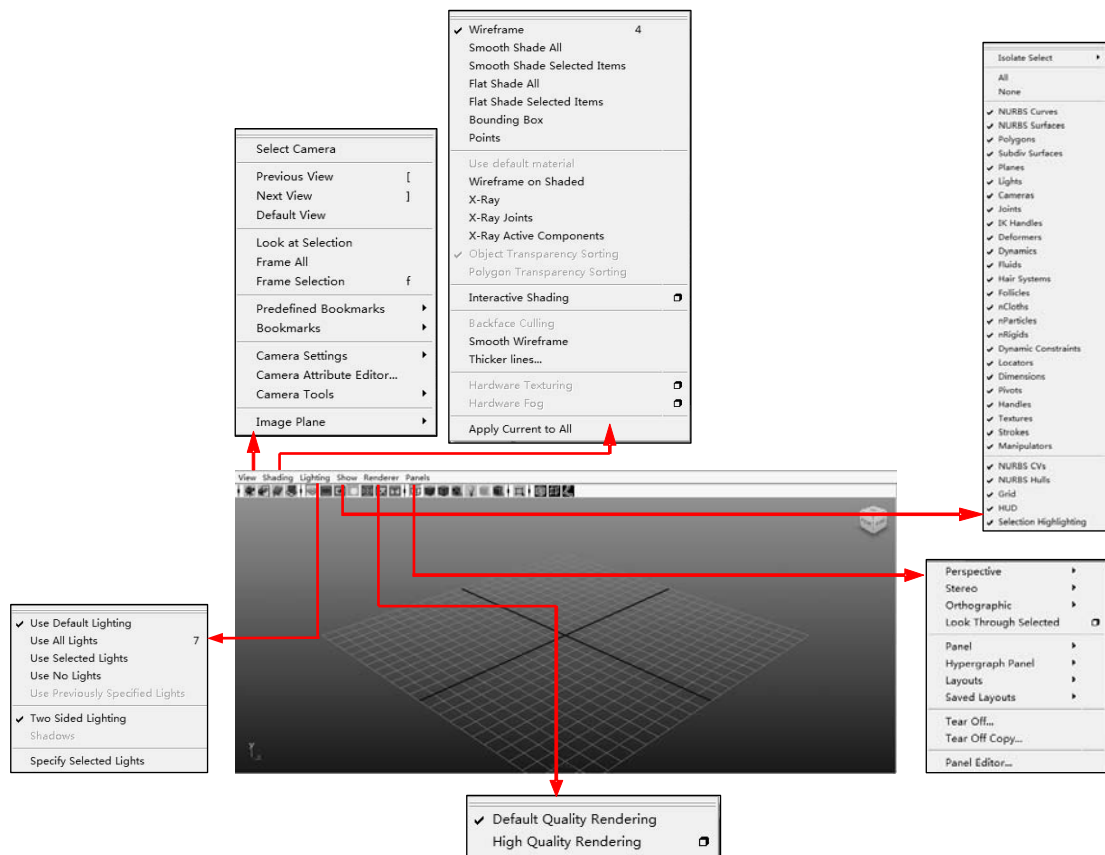 Wireframe 4
Smooth Shade All
Smooth Shade Selected Items
Flat Shade All
Flat Shade Selected Items
Bounding Box
Points
Use default material
Wireframe on Shaded
X-Ray
X-Ray Joints
X-Ray Active Components
Object Transparency Sorting
Polygon Transparency Sorting
Interactive Shading
Backface Culling
Smooth Wireframe
Thicker lines...
Hardware Texturing
Hardware Fog
Apply Current to All
Select Camera
Previous View [
Next View ]
Default View
Look at Selection
Frame All
Frame Selection f
Predefined Bookmarks
Bookmarks
Camera Settings
Camera Attribute Editor...
Camera Tools
Image Plane
Isolate Select
All
None
NURBS Curves
NURBS Surfaces
Polygons
Subdiv Surfaces
Planes
Lights
Cameras
Joints
IK Handles
Deformers
Dynamics
Fluids
Hair Systems
Follicles
nCloths
nParticles
nRigids
Dynamic Constraints
Locators
Dimensions
Pivots
Handles
Textures
Strokes
Manipulators
NURBS CVs
NURBS Hulls
Grid
HUD
Selection Highlighting
View Shading Lighting Show Renderer Panels
Y
Use Default Lighting
Use All Lights 7
Use Selected Lights
Use No Lights
Use Previously Specified Lights
Two Sided Lighting
Shadows
Specify Selected Lights
Perspective
Stereo
Orthographic
Look Through Selected
Panel
Hypergraph Panel
Layouts
Saved Layouts
Tear Off...
Tear Off Copy...
Panel Editor...
Default Quality Rendering
High Quality Rendering